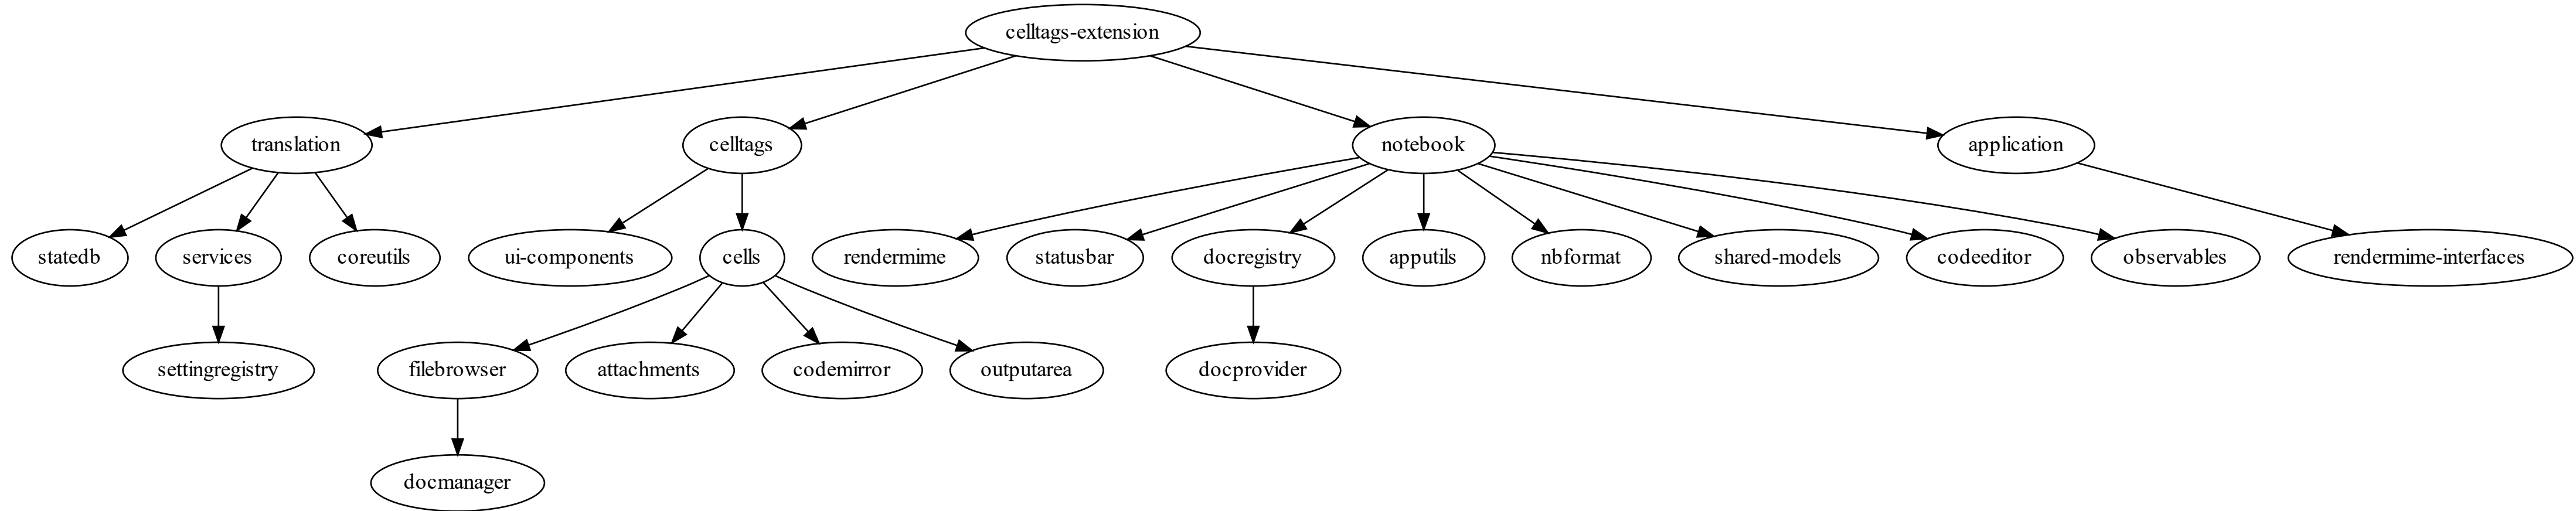 celltags-extension
translation
celltags
notebook
application
statedb
services
coreutils
ui-components
cells
rendermime
statusbar
docregistry
apputils
nbformat
shared-models
codeeditor
observables
rendermime-interfaces
settingregistry
filebrowser
attachments
codemirror
outputarea
docprovider
docmanager